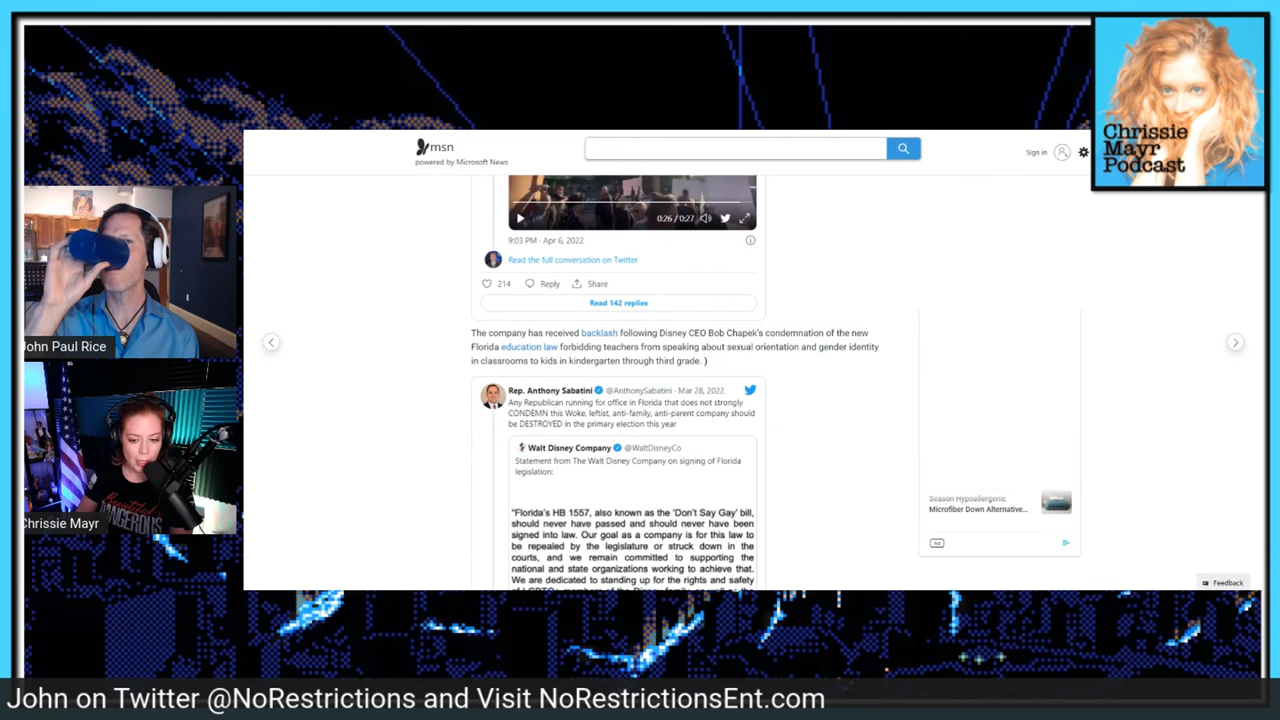 msn
powered by Microsoft News
Sign in
Chrissie
Mayr
Podcast
0:26 / 0:27
9:03 PM · Apr 6, 2022
Read the full conversation on Twitter
214 Reply Share
Read 142 replies
The company has received backlash following Disney CEO Bob Chapek's condemnation of the new
Florida education law forbidding teachers from speaking about sexual orientation and gender identity
in classrooms to kids in kindergarten through third grade. )
Rep. Anthony Sabatini @AnthonySabatini · Mar 28, 2022
Any Republican running for office in Florida that does not strongly
CONDEMN this Woke, leftist, anti-family, anti-parent company should
be DESTROYED in the primary election this year
Walt Disney Company @WaltDisneyCo
Statement from The Walt Disney Company on signing of Florida
legislation:
"Florida's HB 1557, also known as the 'Don't Say Gay' bill,
should never have passed and should never have been
signed into law. Our goal as a company is for this law to
be repealed by the legislature or struck down in the
courts, and we remain committed to supporting the
national and state organizations working to achieve that.
We are dedicated to standing up for the rights and safety
Season Hypoallergenic
Microfiber Down Alternative...
Ad
Feedback
John Paul Rice
Chrissie Mayr
DANGEROUS
John on Twitter @NoRestrictions and Visit NoRestrictionsEnt.com